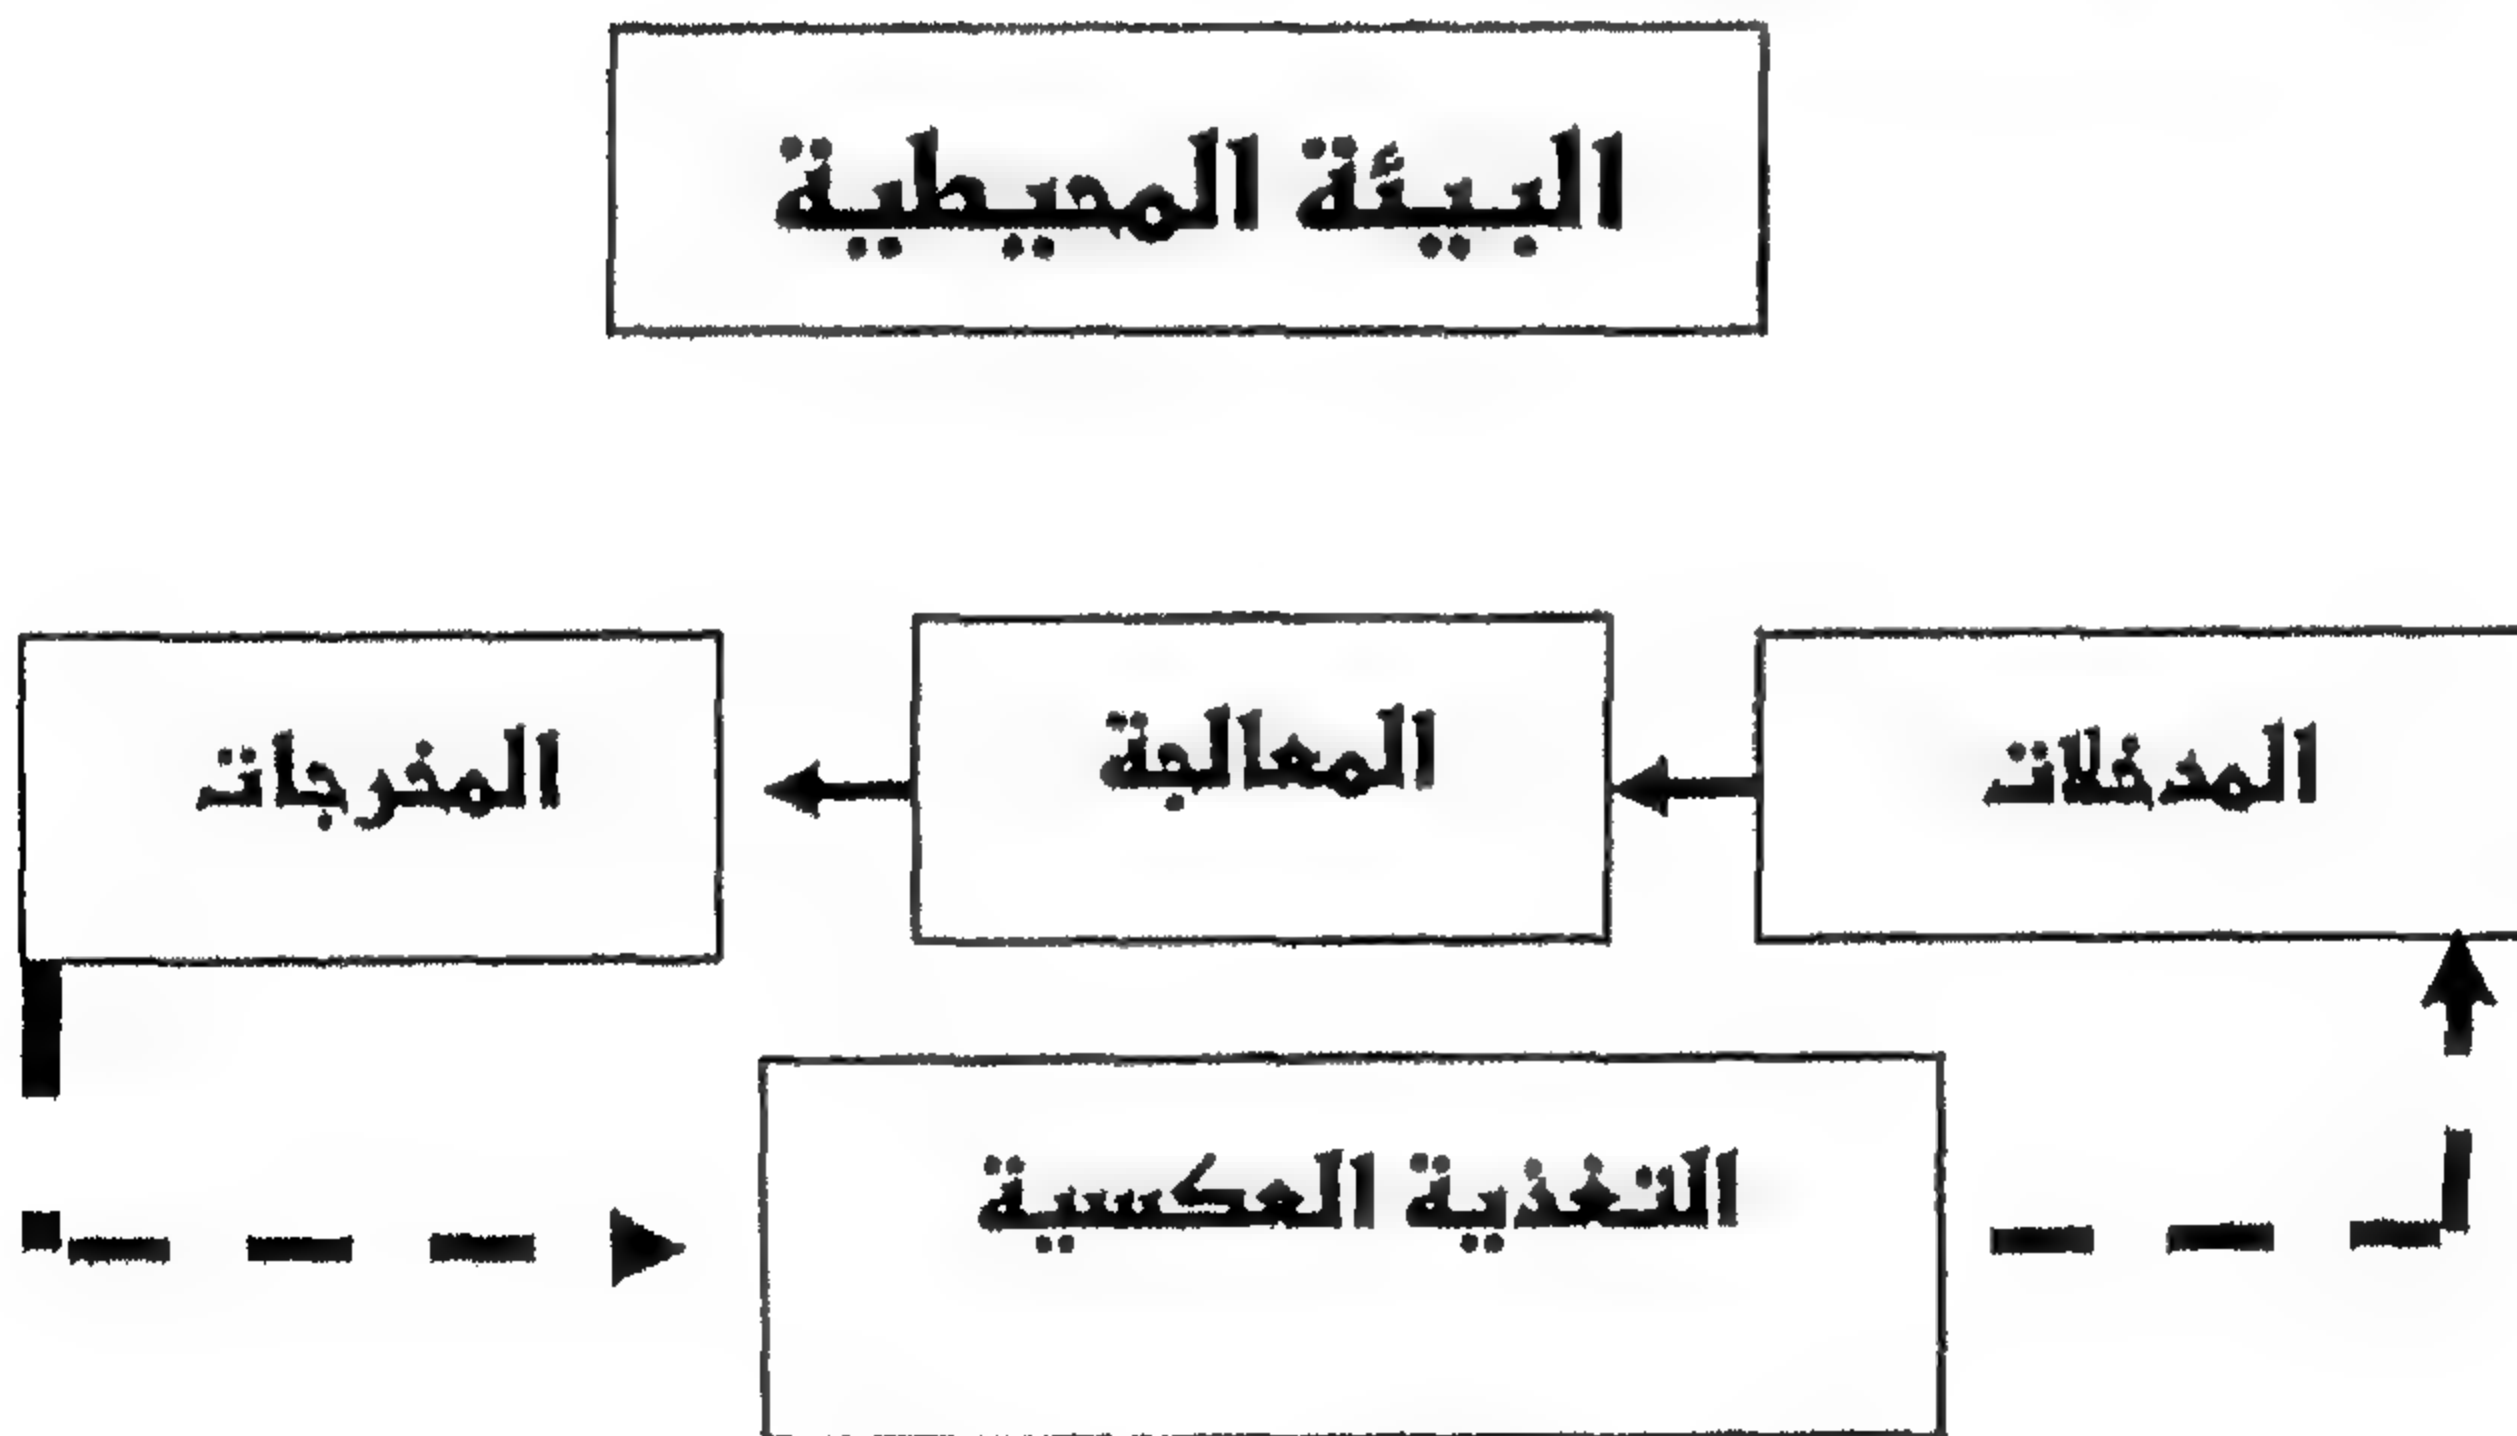 البيئة المحيطية
المدخلات
المعالجة
المخرجات
التغذية العكسية